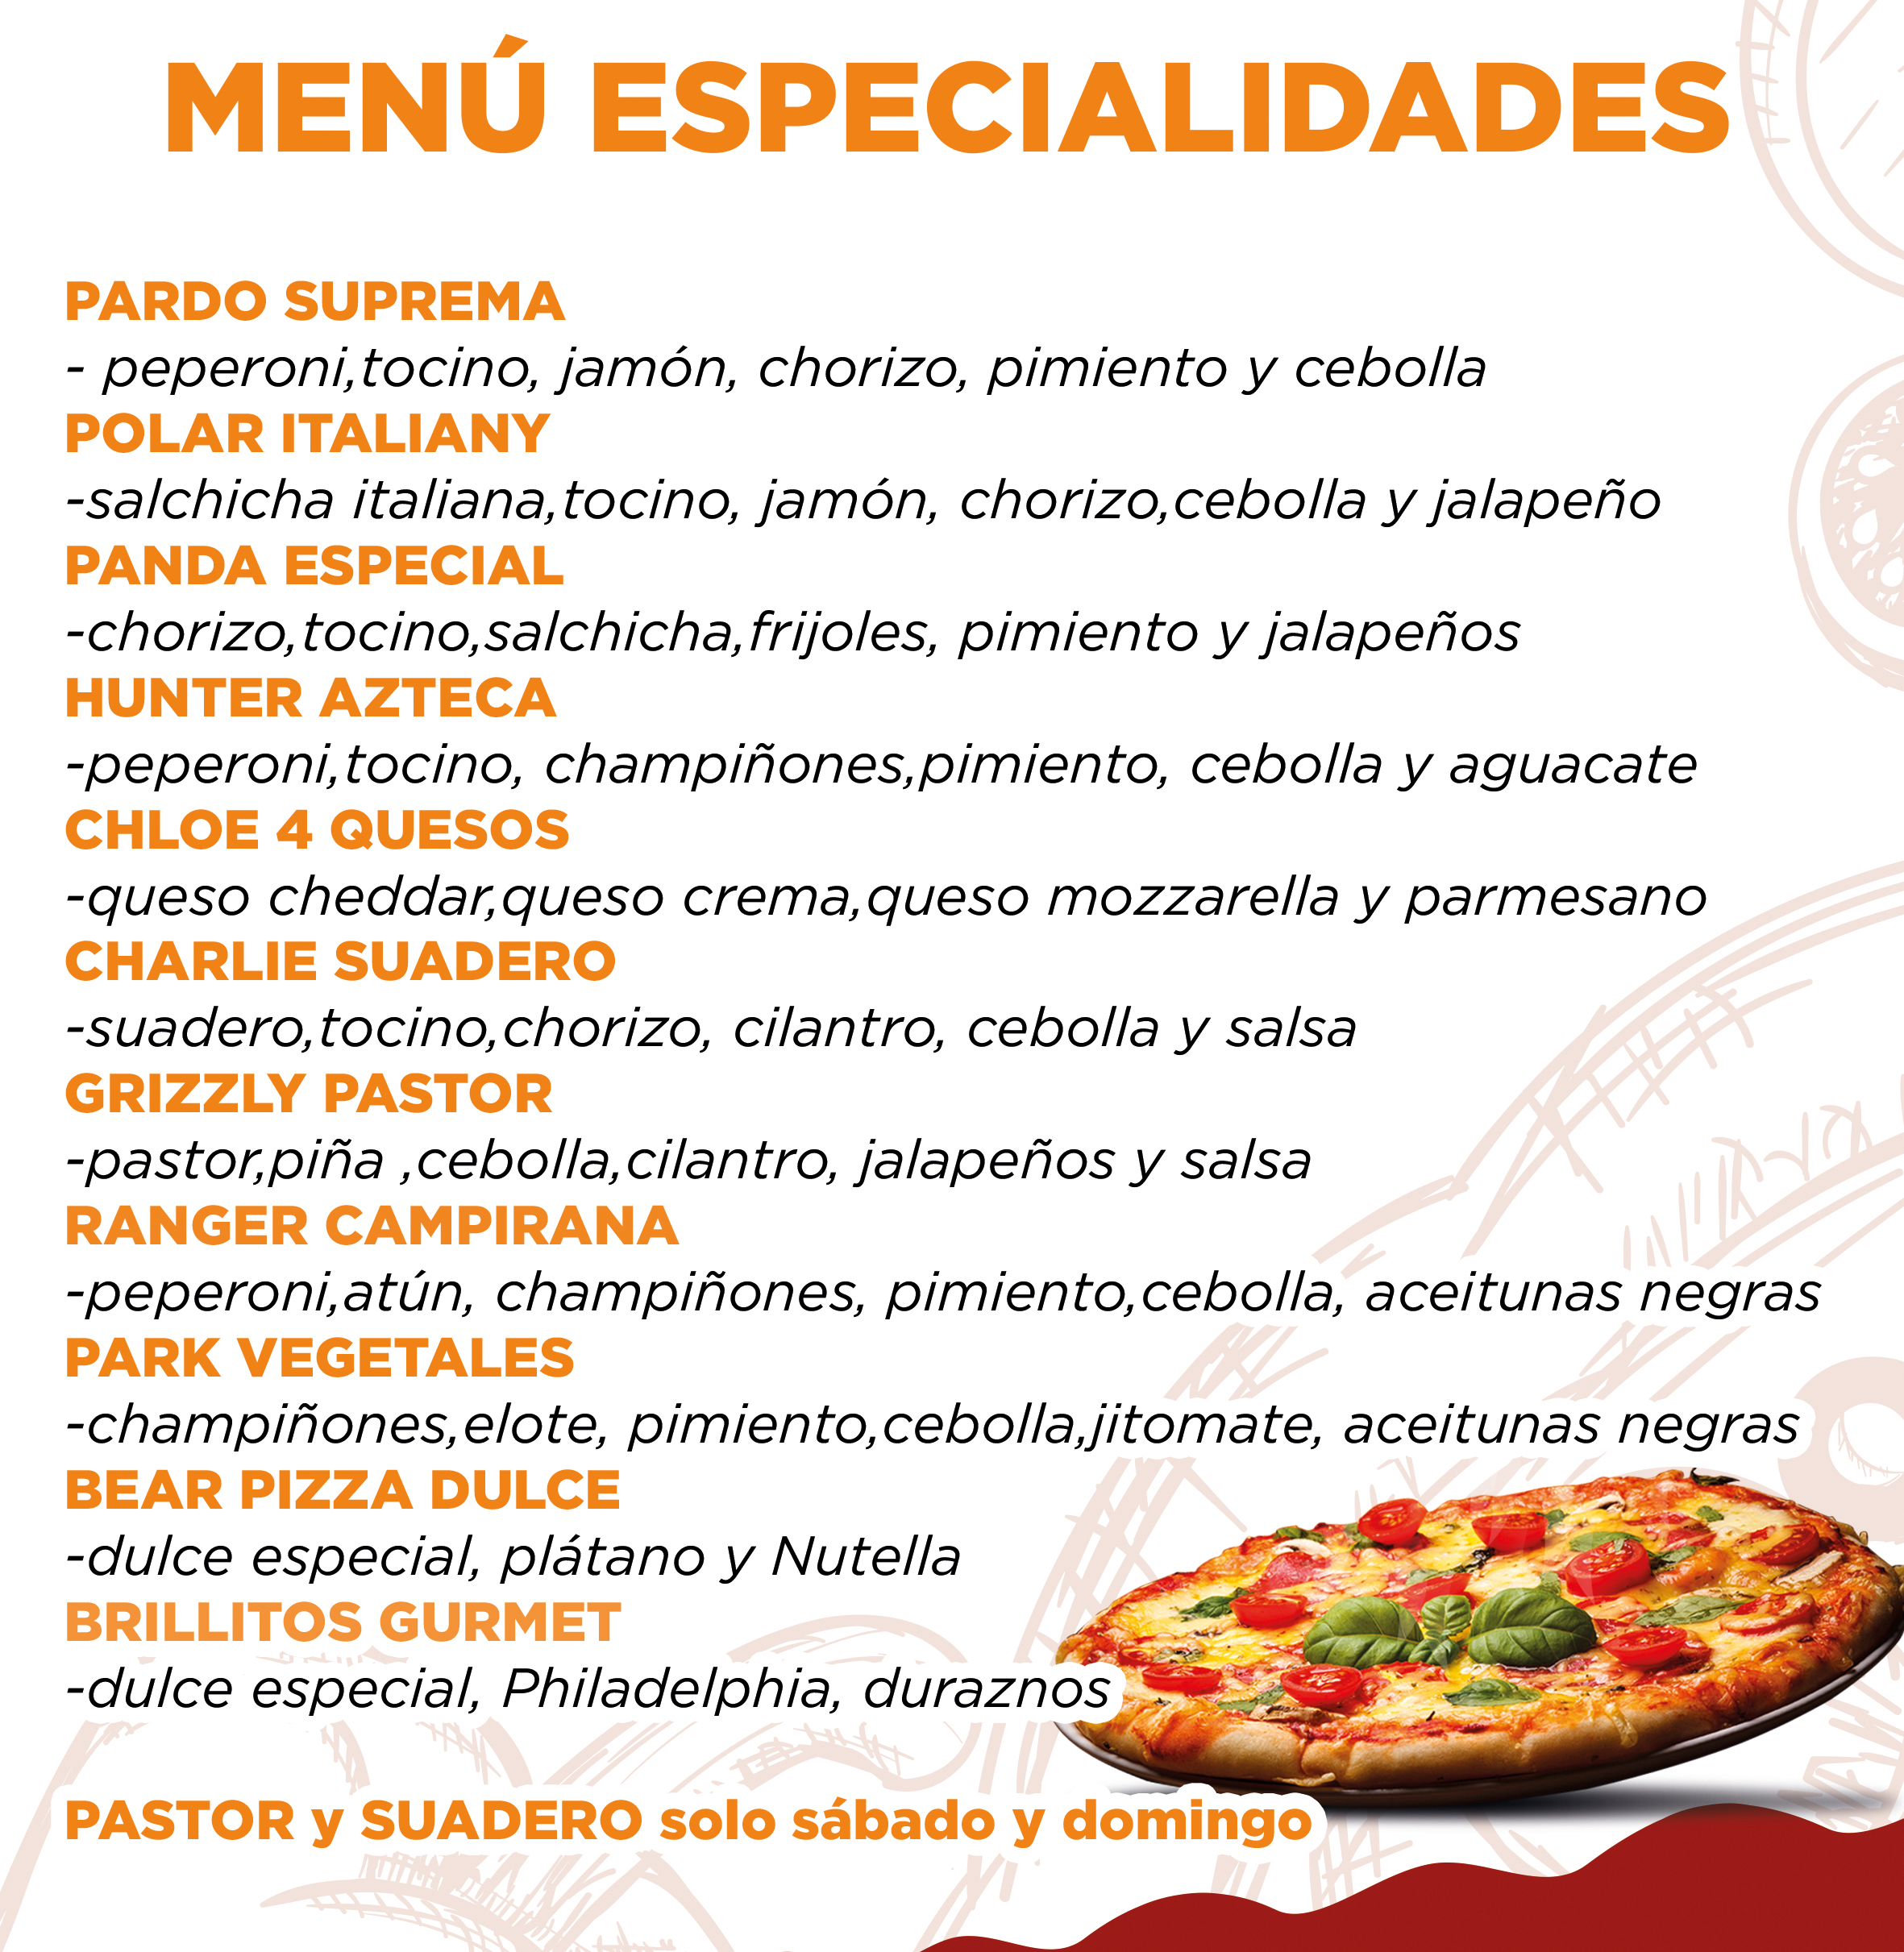 MENÚ ESPECIALIDADES
PARDO SUPREMA
- peperoni,tocino, jamón, chorizo, pimiento y cebolla
POLAR ITALIANY
-salchicha italiana,tocino, jamón, chorizo,cebolla y jalapeño
PANDA ESPECIAL
-chorizo,tocino,salchicha,frijoles, pimiento y jalapeños
HUNTER AZTECA
-peperoni,tocino, champiñones,pimiento, cebolla y aguacate
CHLOE 4 QUESOS
-queso cheddar,queso crema,queso mozzarella y parmesano
CHARLIE SUADERO
-suadero,tocino,chorizo, cilantro, cebolla y salsa
GRIZZLY PASTOR
-pastor,piña ,cebolla,cilantro, jalapeños y salsa
RANGER CAMPIRANA
-peperoni,atún, champiñones, pimiento,cebolla, aceitunas negras
PARK VEGETALES
-champiñones,elote, pimiento,cebolla,jitomate, aceitunas negras
BEAR PIZZA DULCE
-dulce especial, plátano y Nutella
BRILLITOS GURMET
-dulce especial, Philadelphia, duraznos
PASTOR y SUADERO solo sábado y domingo